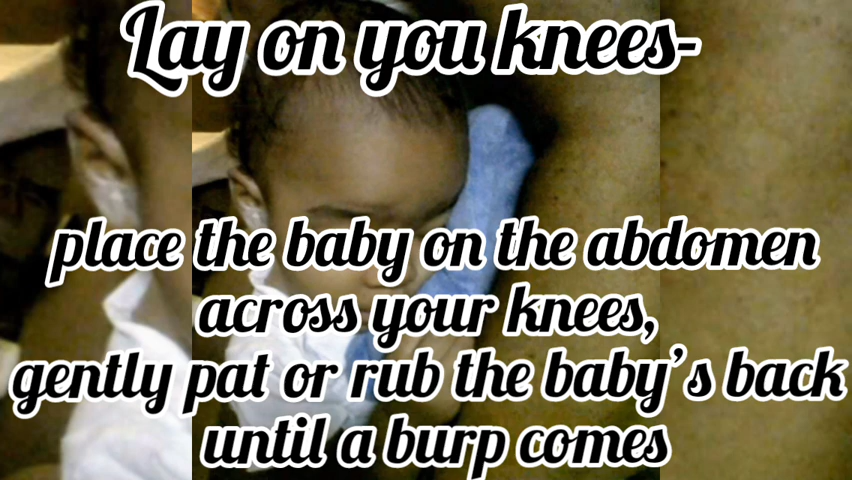 Lay on you knees-
place the baby on the abdomen
across your knees,
gently pat or rub the baby's back
until a burp comes